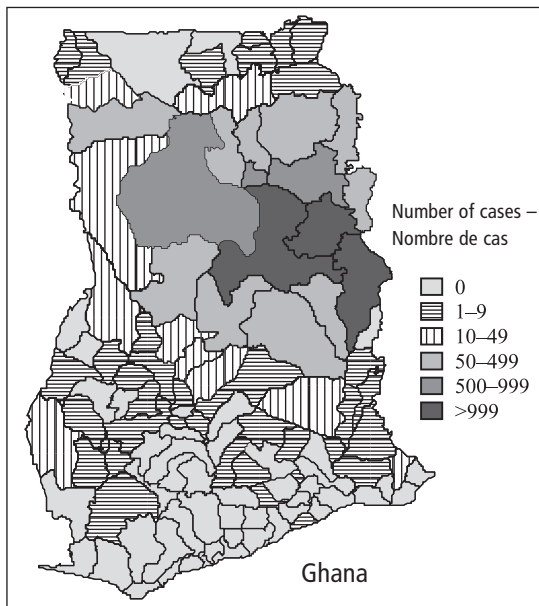 Number of cases –
Nombre de cas
0
1–9
10–49
50–499
500–999
>999
Ghana